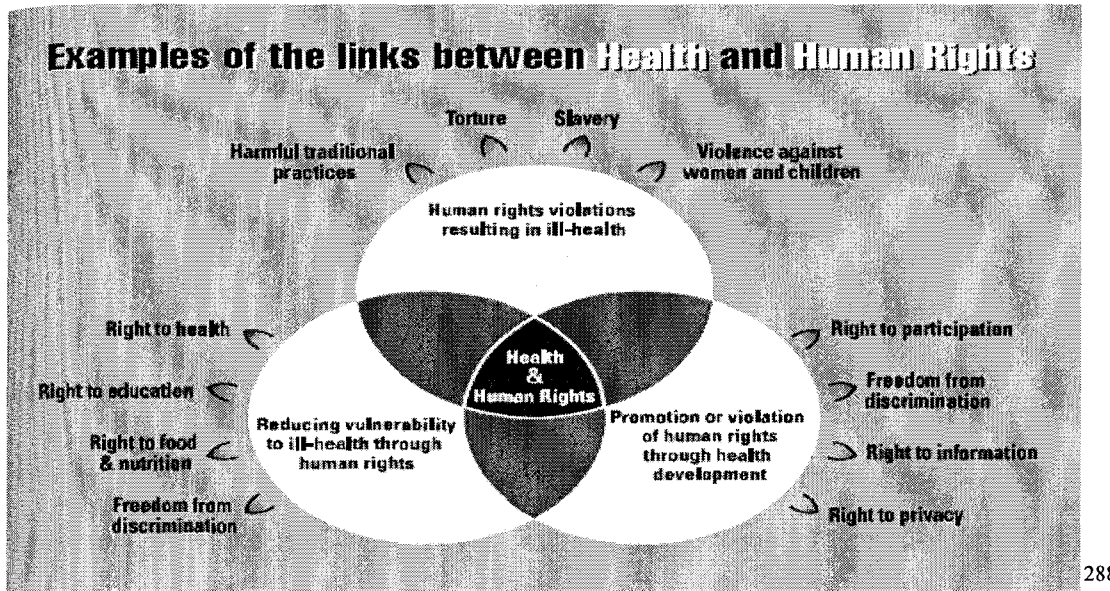 Examples of the links between Health and Human Rights
Torture
Slavery
Harmful traditional
practices
Violence against
women and children
Human rights violations
resulting in ill-health
Right to health
Right to education
Right to food
& nutrition
Freedom from
discrimination
Health
&
Human Rights
Reducing vulnerability
to ill-health through
human rights
Promotion or violation
of human rights
through health
development
Right to participation
Freedom from
discrimination
Right to information
Right to privacy
288